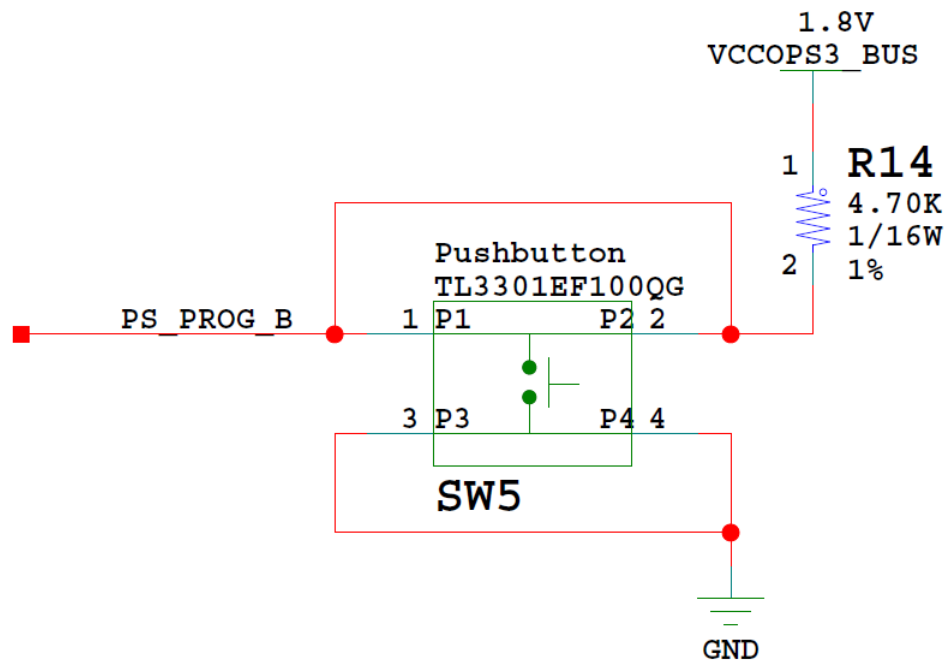 1.8V
VCCOPS3_BUS
1
R14
4.70K
1/16W
2
1%
Pushbutton
TL3301EF100QG
PS_PROG_B
1 P1
P2 2
3 P3
P4 4
SW5
GND